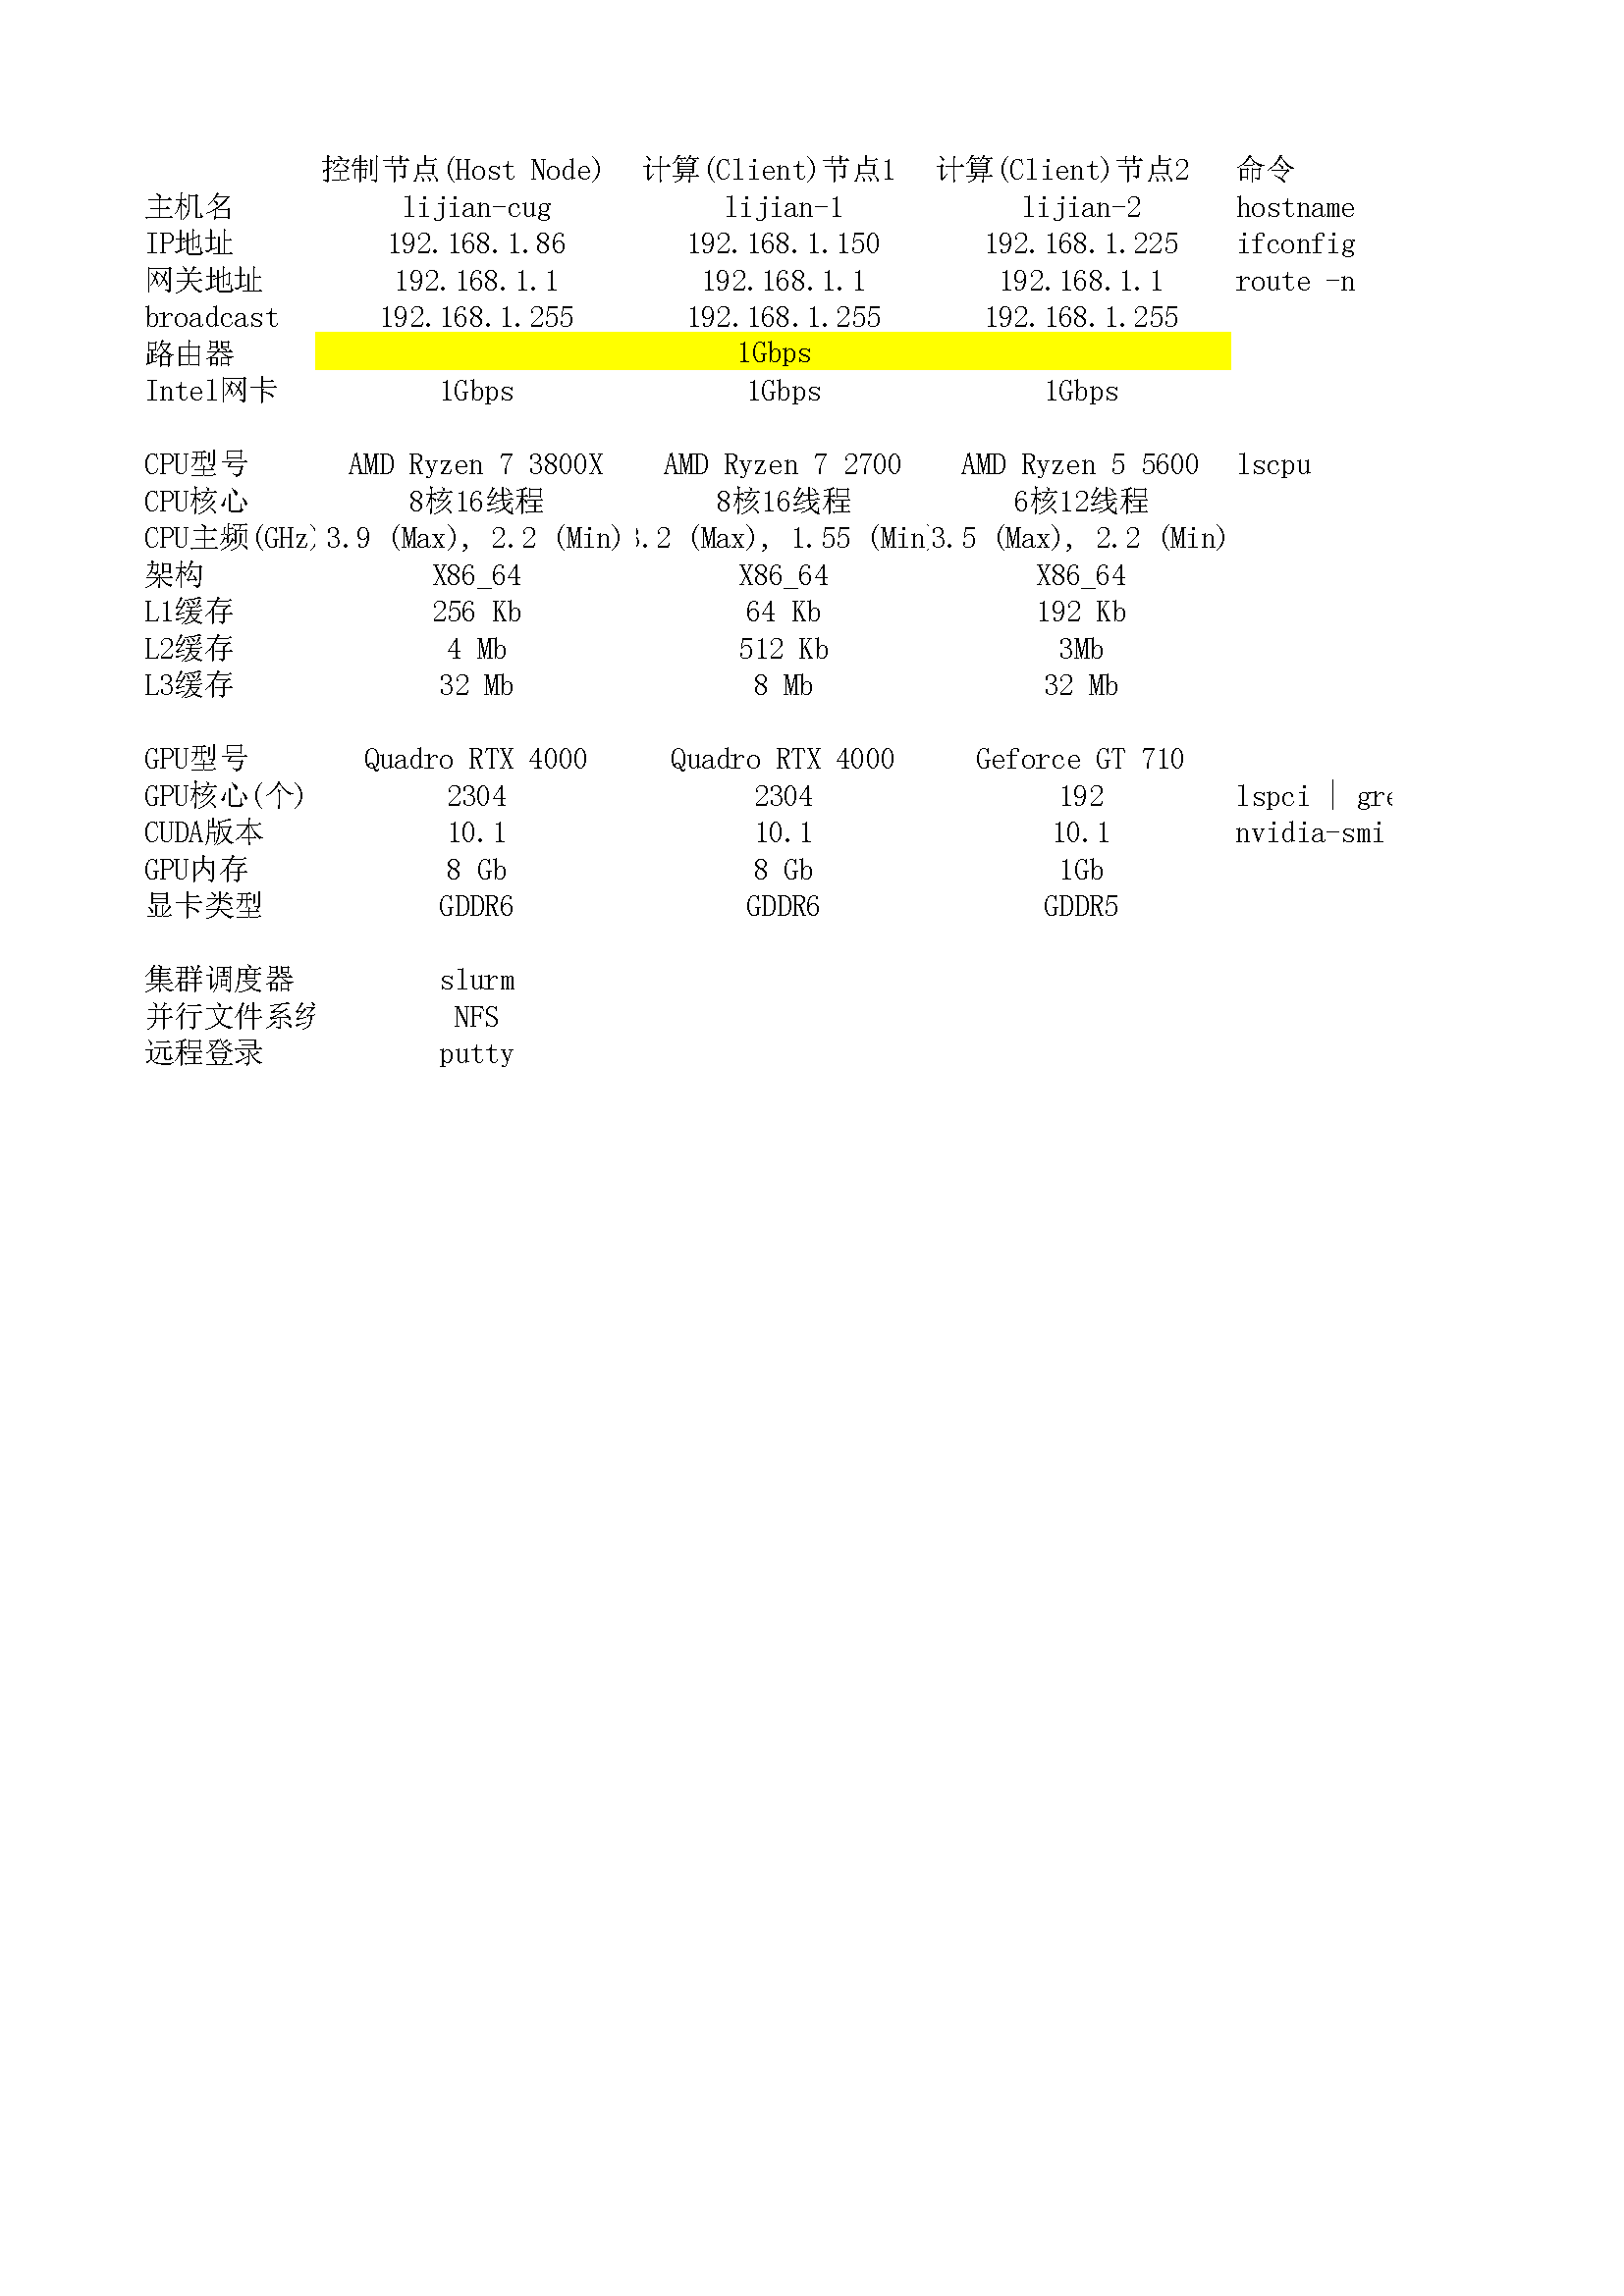 控制节点(Host Node) 计算(Client)节点1 计算(Client)节点2 命令
主机名 lijian-cug lijian-1 lijian-2 hostname
IP地址 192.168.1.86 192.168.1.150 192.168.1.225 ifconfig
网关地址 192.168.1.1 192.168.1.1 192.168.1.1 route -n
broadcast 192.168.1.255 192.168.1.255 192.168.1.255
路由器 1Gbps
Intel网卡 1Gbps 1Gbps 1Gbps
CPU型号 AMD Ryzen 7 3800X AMD Ryzen 7 2700 AMD Ryzen 5 5600 lscpu
CPU核心 8核16线程 8核16线程 6核12线程
CPU主频(GHz) 3.9 (Max), 2.2 (Min) .2 (Max), 1.55 (Min) 3.5 (Max), 2.2 (Min)
架构 X86_64 X86_64 X86_64
L1缓存 256 Kb 64 Kb 192 Kb
L2缓存 4 Mb 512 Kb 3Mb
L3缓存 32 Mb 8 Mb 32 Mb
GPU型号 Quadro RTX 4000 Quadro RTX 4000 Geforce GT 710
GPU核心(个) 2304 2304 192 lspci | gre
CUDA版本 10.1 10.1 10.1 nvidia-smi
GPU内存 8 Gb 8 Gb 1Gb
显卡类型 GDDR6 GDDR6 GDDR5
集群调度器 slurm
并行文件系统 NFS
远程登录 putty